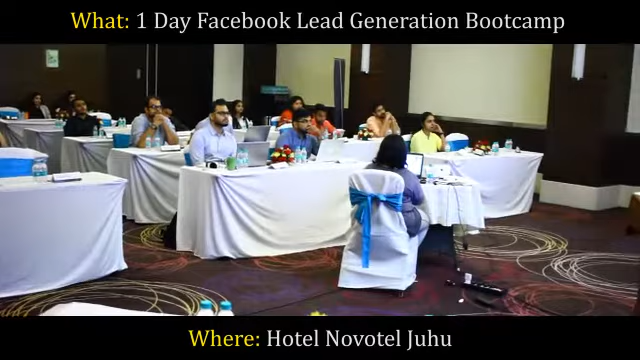 What: 1 Day Facebook Lead Generation Bootcamp
Where: Hotel Novotel Juhu